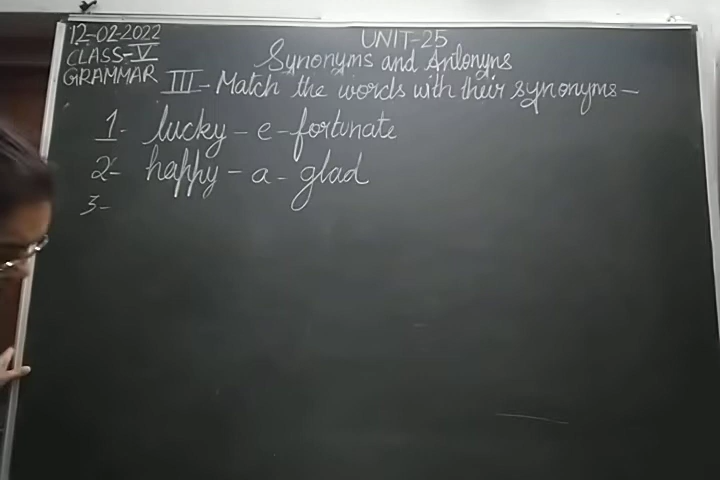 12-02-2022
CLASS-V
GRAMMAR
UNIT-25
Synonyms and Antonyms
III - Match the words with their synonyms -
1- lucky - e - fortunate
2- happy - a - glad
3-